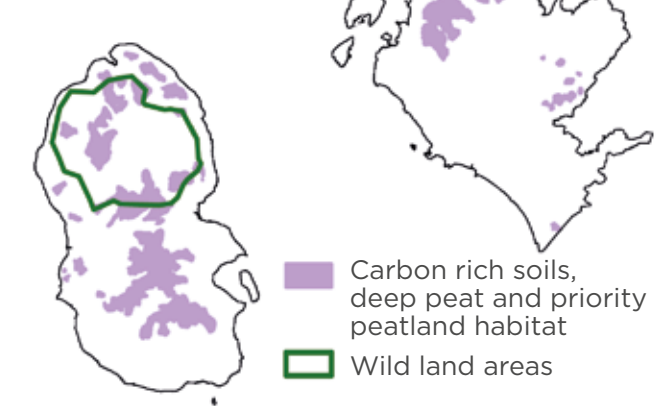 Carbon rich soils,
deep peat and priority
peatland habitat
Wild land areas